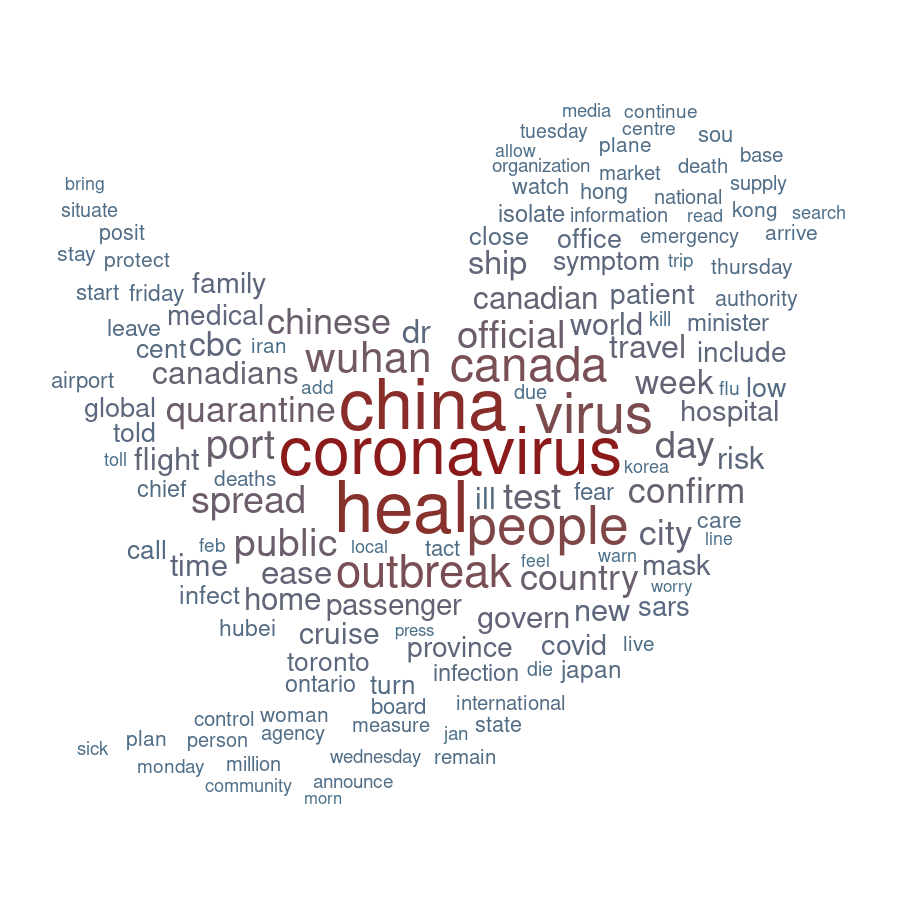 media continue
tuesday centre sou
allow plane base
organization market death
bring watch hong national supply
situate isolate information read kong search
posit close office emergency arrive
stay protect ship symptom trip thursday
start friday family canadian patient authority
leave medical chinese dr official world kill minister
cent cbc iran wuhan canada travel include
airport canadians add china due week flu low
global quarantine virus hospital
told port coronavirus day risk
toll flight korea
chief deaths spread heal ill test fear confirm
call feb public local tact people city care line
time ease outbreak feel country warn mask worry
infect home passenger govern new sars
hubei cruise press province covid live
toronto infection die japan
ontario turn
control woman board international
sick plan person agency measure jan state
monday million wednesday remain
community announce
morn